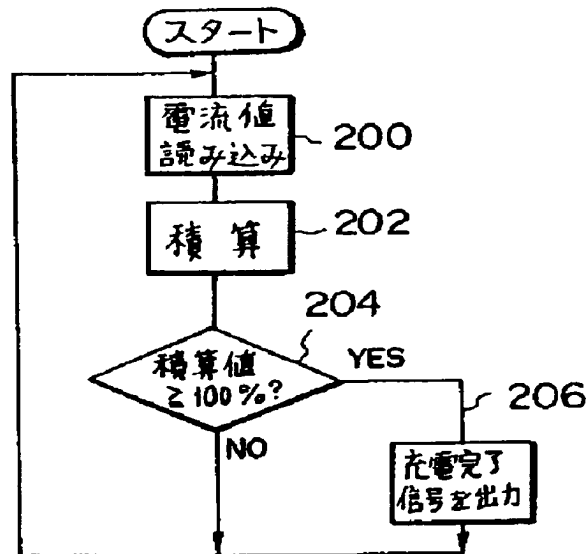 スタート
電流値
読み込み
200
積算
202
204
積算値
≥100%?
YES
206
NO
充電完了
信号を出力